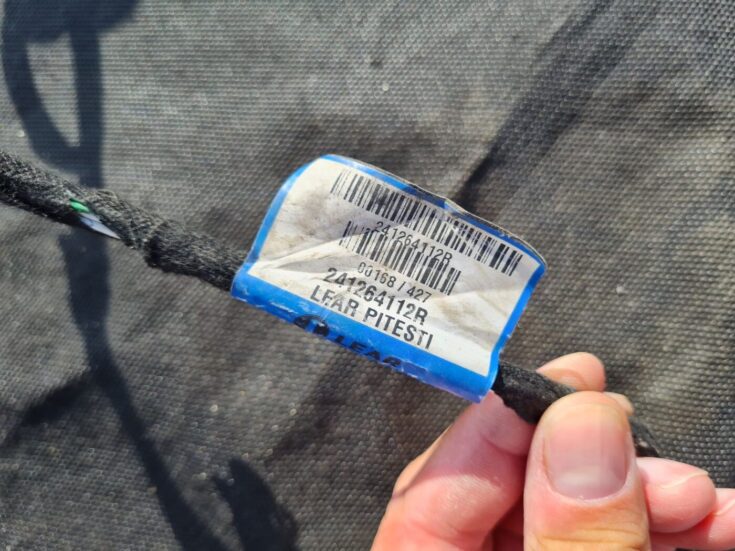 241264112R
00168 / 427
241264112R
LEAR PITESTI
LEAR